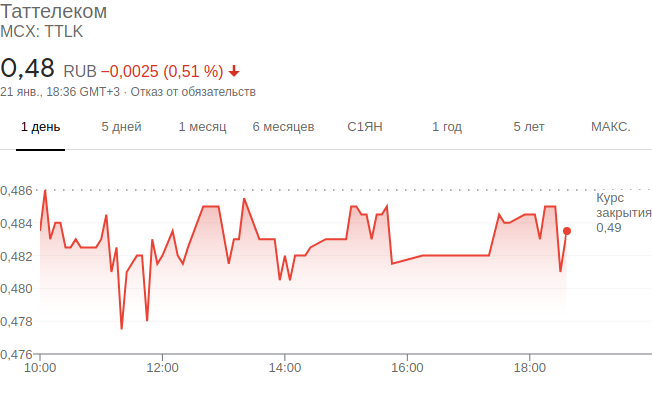 Таттелеком
MCX: TTLK
0,48 RUB −0,0025 (0,51 %)
21 янв., 18:36 GMT+3 · Отказ от обязательств
1 день 5 дней 1 месяц 6 месяцев С1ЯН 1 год 5 лет МАКС.
0,486
Курс
закрытия
0,49
0,484
0,482
0,480
0,478
0,476
10:00 12:00 14:00 16:00 18:00